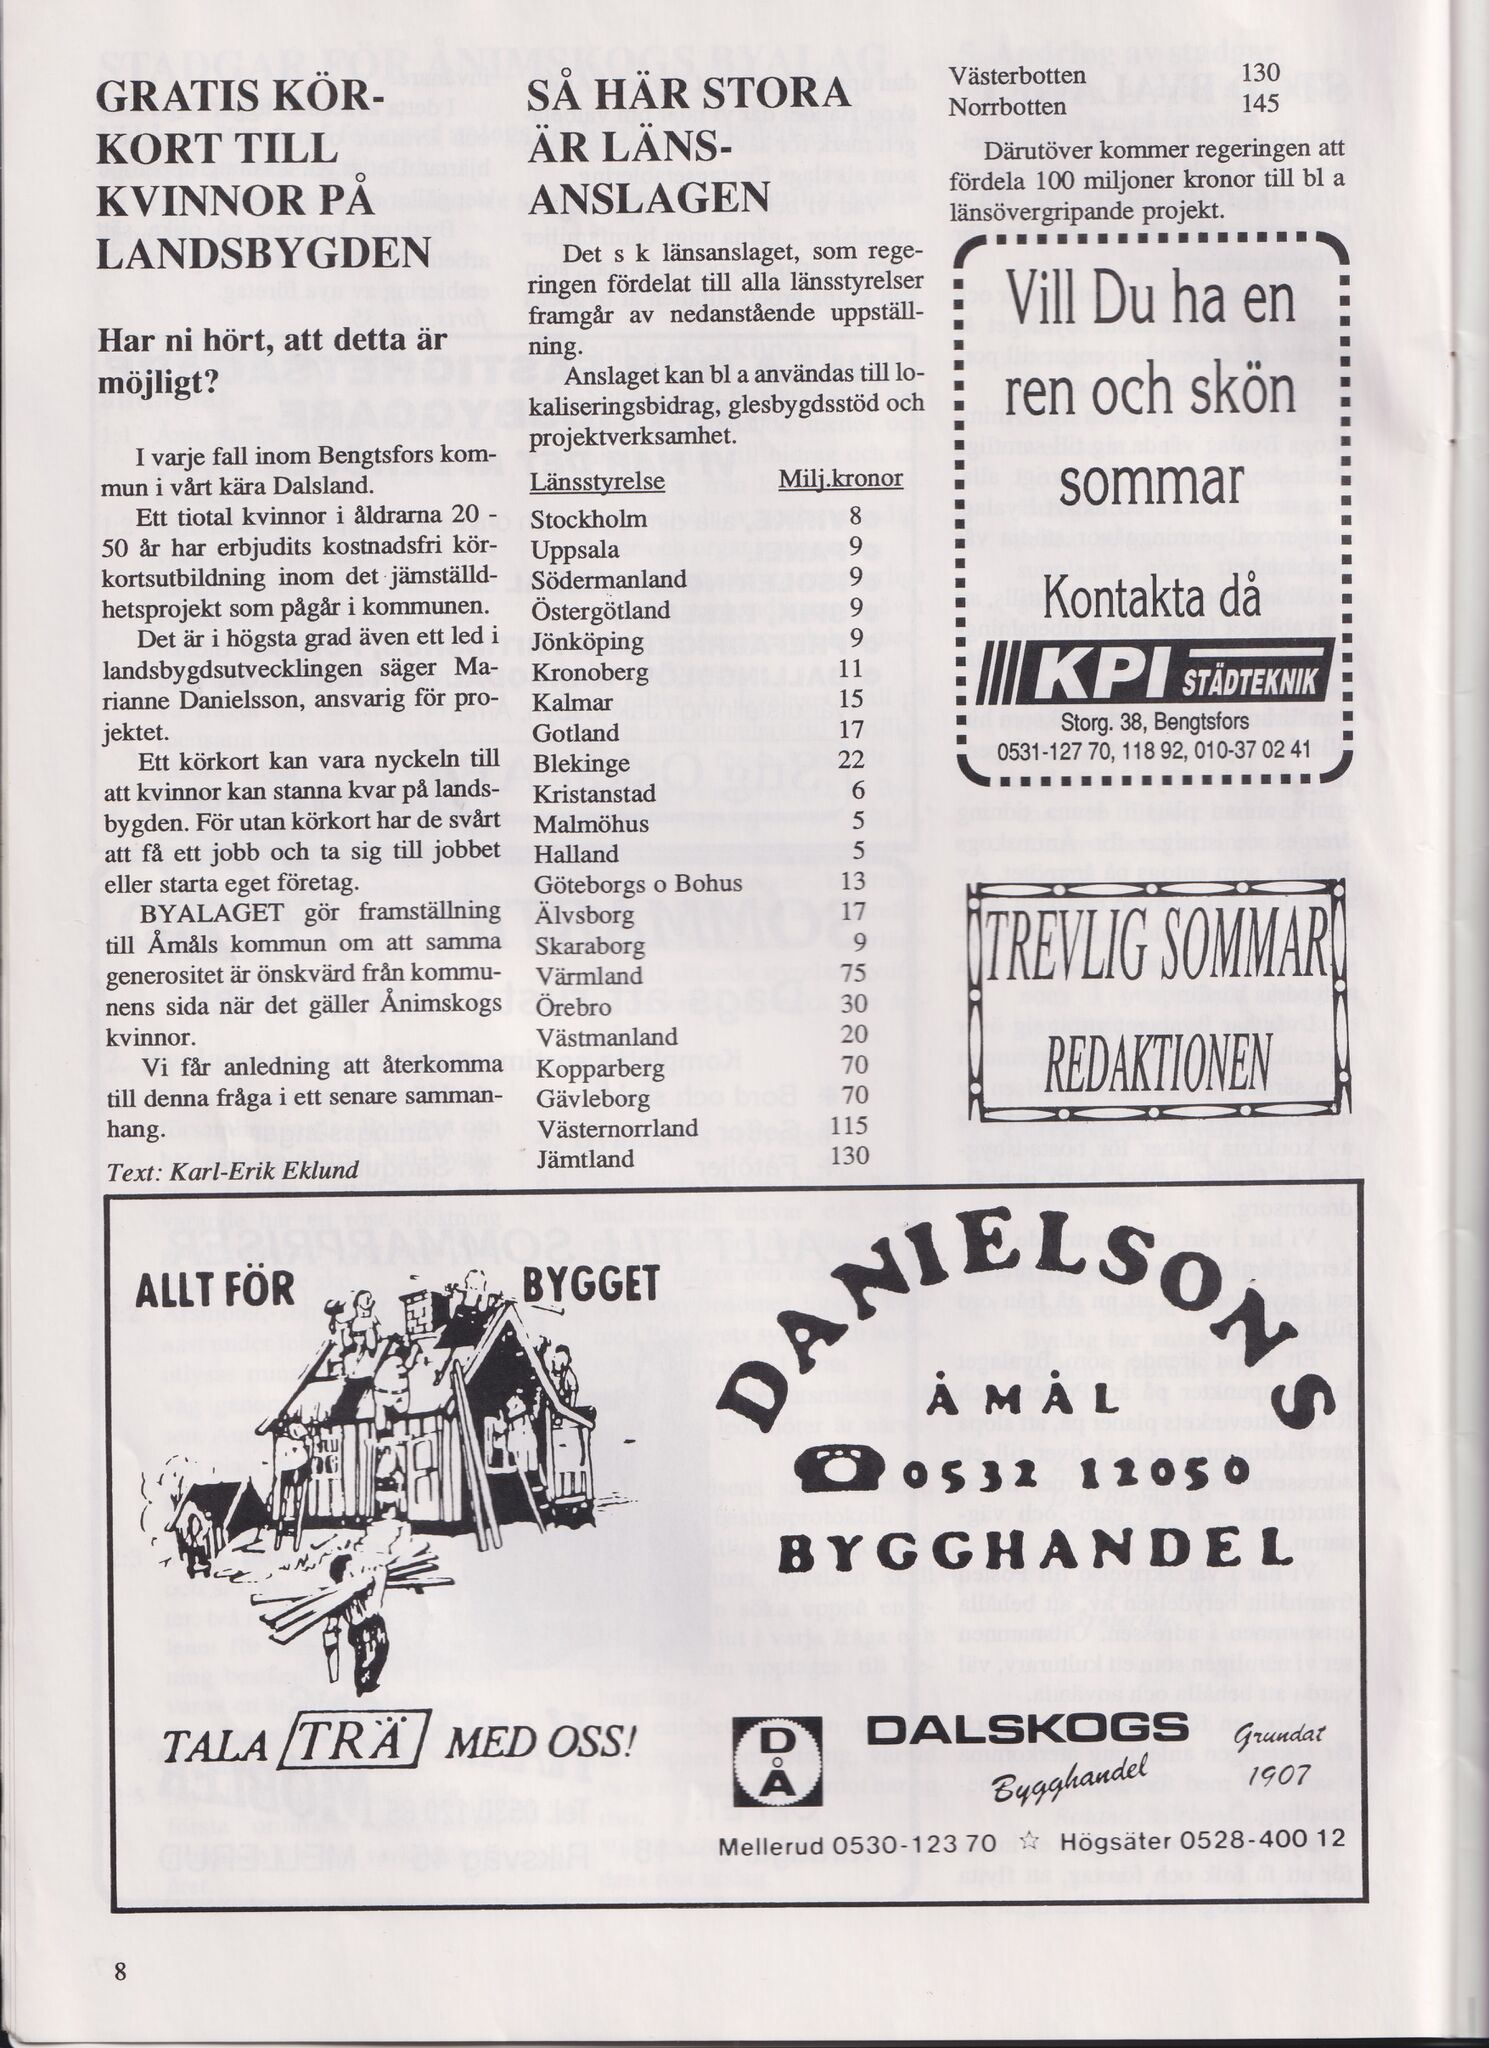 GRATIS KÖR-
KORT TILL
KVINNOR PÅ
LANDSBYGDEN
Har ni hört, att detta är
möjligt?
I varje fall inom Bengtsfors kom-
mun i vårt kära Dalsland.
Ett tiotal kvinnor i åldrarna 20 -
50 år har erbjudits kostnadsfri kör-
kortsutbildning inom det jämställd-
hetsprojekt som pågår i kommunen.
Det är i högsta grad även ett led i
landsbygdsutvecklingen säger Ma-
rianne Danielsson, ansvarig för pro-
jektet.
Ett körkort kan vara nyckeln till
att kvinnor kan stanna kvar på lands-
bygden. För utan körkort har de svårt
att få ett jobb och ta sig till jobbet
eller starta eget företag.
BYALAGET gör framställning
till Åmåls kommun om att samma
generositet är önskvärd från kommu-
nens sida när det gäller Ånimskogs
kvinnor.
Vi får anledning att återkomma
till denna fråga i ett senare samman-
hang.
Text: Karl-Erik Eklund
SÅ HÄR STORA
ÄR LÄNS-
ANSLAGEN
Det s k länsanslaget, som rege-
ringen fördelat till alla länsstyrelser
framgår av nedanstående uppställ-
ning.
Anslaget kan bl a användas till lo-
kaliseringsbidrag, glesbygdsstöd och
projektverksamhet.
Länsstyrelse Milj.kronor
Stockholm 8
Uppsala 9
Södermanland 9
Östergötland 9
Jönköping 9
Kronoberg 11
Kalmar 15
Gotland 17
Blekinge 22
Kristanstad 6
Malmöhus 5
Halland 5
Göteborgs o Bohus 13
Älvsborg 17
Skaraborg 9
Värmland 75
Örebro 30
Västmanland 20
Kopparberg 70
Gävleborg 70
Västernorrland 115
Jämtland 130
Västerbotten 130
Norrbotten 145
Därutöver kommer regeringen att
fördela 100 miljoner kronor till bl a
länsövergripande projekt.
Vill Du ha en
ren och skön
sommar
Kontakta då
KPI STÄDTEKNIK
Storg. 38, Bengtsfors
0531-127 70, 118 92, 010-37 02 41
TREVLIG SOMMAR
REDAKTIONEN
ALLT FÖR BYGGET
TALA TRÄ MED OSS!
DANIELSONS
ÅMÅL
0532 12050
BYGGHANDEL
D Å
DALSKOGS
Bygghandel
Grundat
1907
Mellerud 0530-123 70 ☆ Högsäter 0528-400 12
8